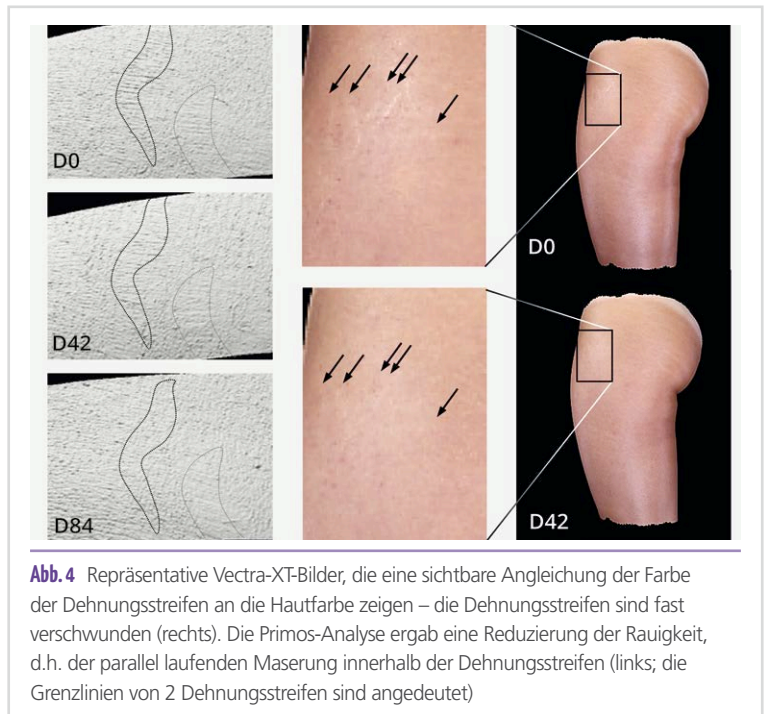 D0
D42
D84
D0
D42
Abb. 4 Repräsentative Vectra-XT-Bilder, die eine sichtbare Angleichung der Farbe
der Dehnungsstreifen an die Hautfarbe zeigen – die Dehnungsstreifen sind fast
verschwunden (rechts). Die Primos-Analyse ergab eine Reduzierung der Rauigkeit,
d.h. der parallel laufenden Maserung innerhalb der Dehnungsstreifen (links; die
Grenzlinien von 2 Dehnungsstreifen sind angedeutet)